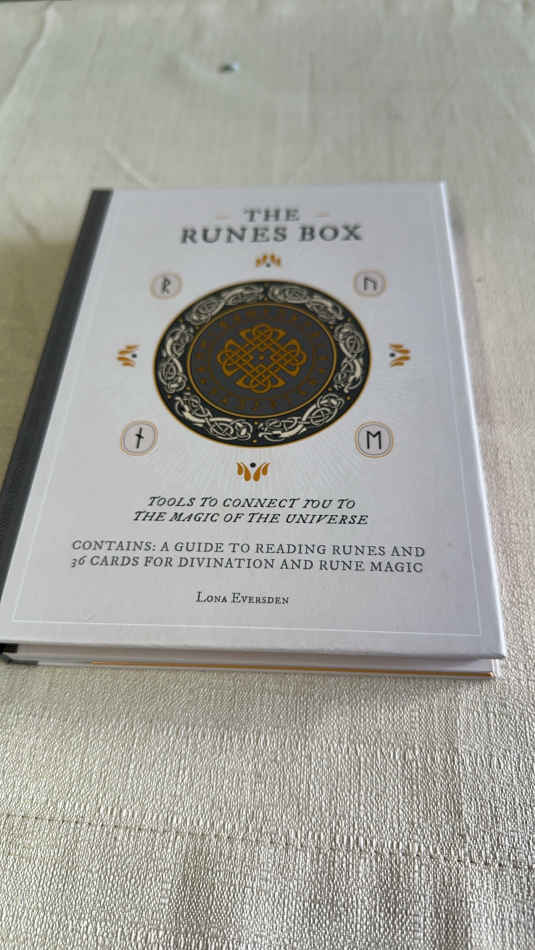 THE
RUNES BOX
ᚱ ᚢ
ᚾ ᛖ
TOOLS TO CONNECT YOU TO
THE MAGIC OF THE UNIVERSE
CONTAINS: A GUIDE TO READING RUNES AND
36 CARDS FOR DIVINATION AND RUNE MAGIC
Lona Eversden